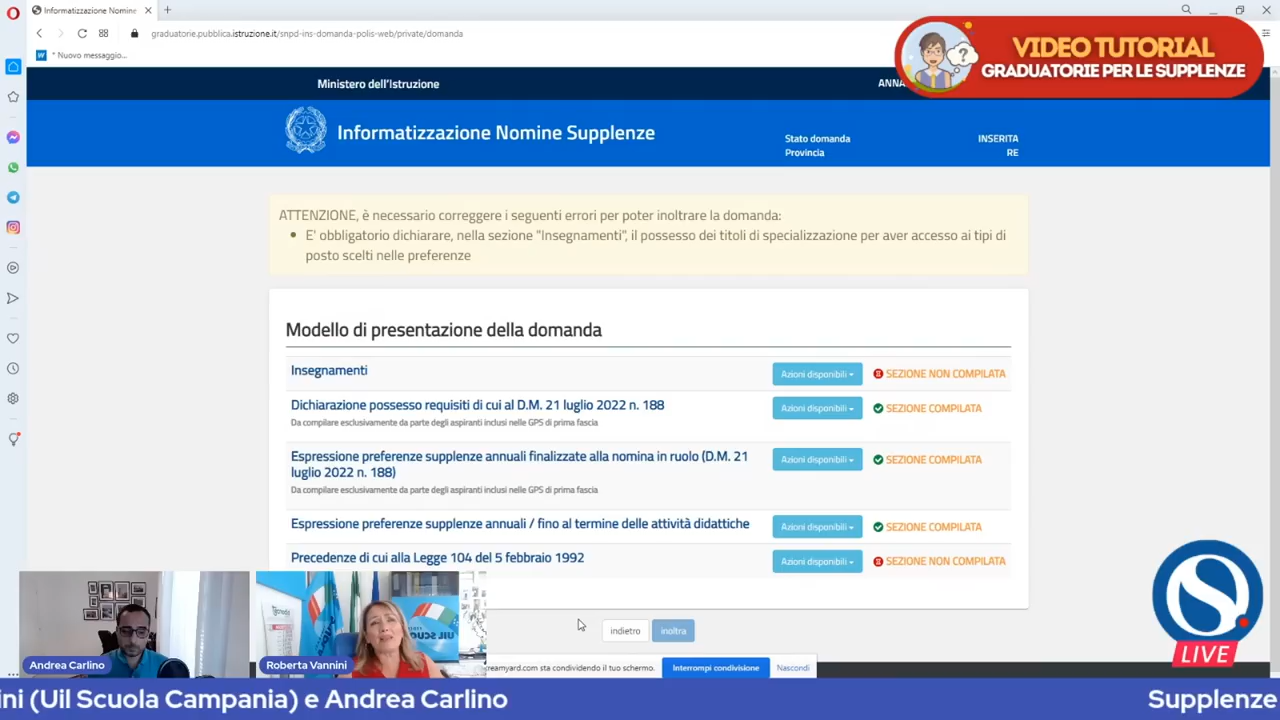 Informatizzazione Nomine
graduatorie.pubblica.istruzione.it/snpd-ins-domanda-polis-web/private/domanda
* Nuovo messaggio...
VIDEO TUTORIAL
GRADUATORIE PER LE SUPPLENZE
Ministero dell'Istruzione
ANNA
Informatizzazione Nomine Supplenze
Stato domanda INSERITA
Provincia RE
ATTENZIONE, è necessario correggere i seguenti errori per poter inoltrare la domanda:
E' obbligatorio dichiarare, nella sezione "Insegnamenti", il possesso dei titoli di specializzazione per aver accesso ai tipi di
posto scelti nelle preferenze
Modello di presentazione della domanda
Insegnamenti Azioni disponibili SEZIONE NON COMPILATA
Dichiarazione possesso requisiti di cui al D.M. 21 luglio 2022 n. 188 Azioni disponibili SEZIONE COMPILATA
Da compilare esclusivamente da parte degli aspiranti inclusi nelle GPS di prima fascia
Espressione preferenze supplenze annuali finalizzate alla nomina in ruolo (D.M. 21 Azioni disponibili SEZIONE COMPILATA
luglio 2022 n. 188)
Da compilare esclusivamente da parte degli aspiranti inclusi nelle GPS di prima fascia
Espressione preferenze supplenze annuali / fino al termine delle attività didattiche Azioni disponibili SEZIONE COMPILATA
Precedenze di cui alla Legge 104 del 5 febbraio 1992 Azioni disponibili SEZIONE NON COMPILATA
indietro inoltra
UIL SCUOLA
Andrea Carlino
Roberta Vannini
reamyard.com sta condividendo il tuo schermo. Interrompi condivisione Nascondi
S
LIVE
ini (Uil Scuola Campania) e Andrea Carlino Supplenze